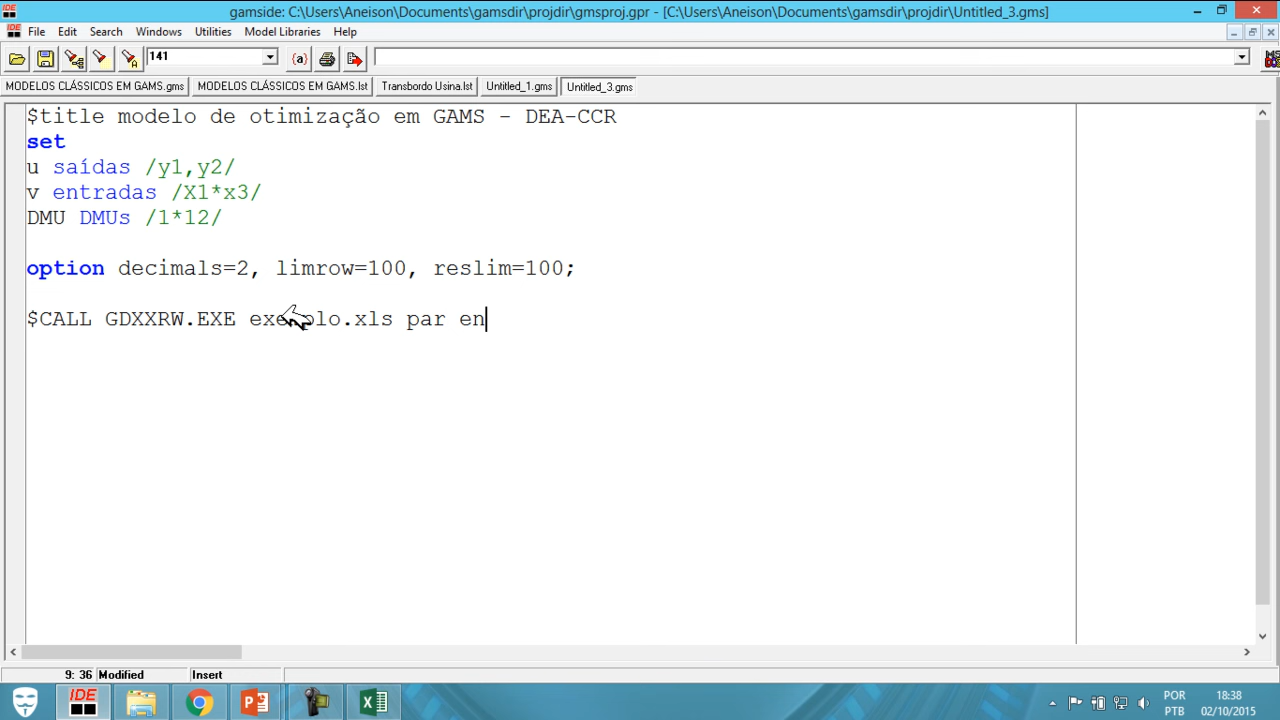 gamside: C:\Users\Aneison\Documents\gamsdir\projdir\gmsproj.gpr - [C:\Users\Aneison\Documents\gamsdir\projdir\Untitled_3.gms]
IDE File Edit Search Windows Utilities Model Libraries Help
141 {a}
MODELOS CLÁSSICOS EM GAMS.gms MODELOS CLÁSSICOS EM GAMS.lst Transbordo Usina.lst Untitled_1.gms Untitled_3.gms
$title modelo de otimização em GAMS - DEA-CCR
set
u saídas /y1,y2/
v entradas /X1*x3/
DMU DMUs /1*12/
option decimals=2, limrow=100, reslim=100;
$CALL GDXXRW.EXE exemplo.xls par en
9: 36 Modified Insert
IDE POR 18:38
PTB 02/10/2015